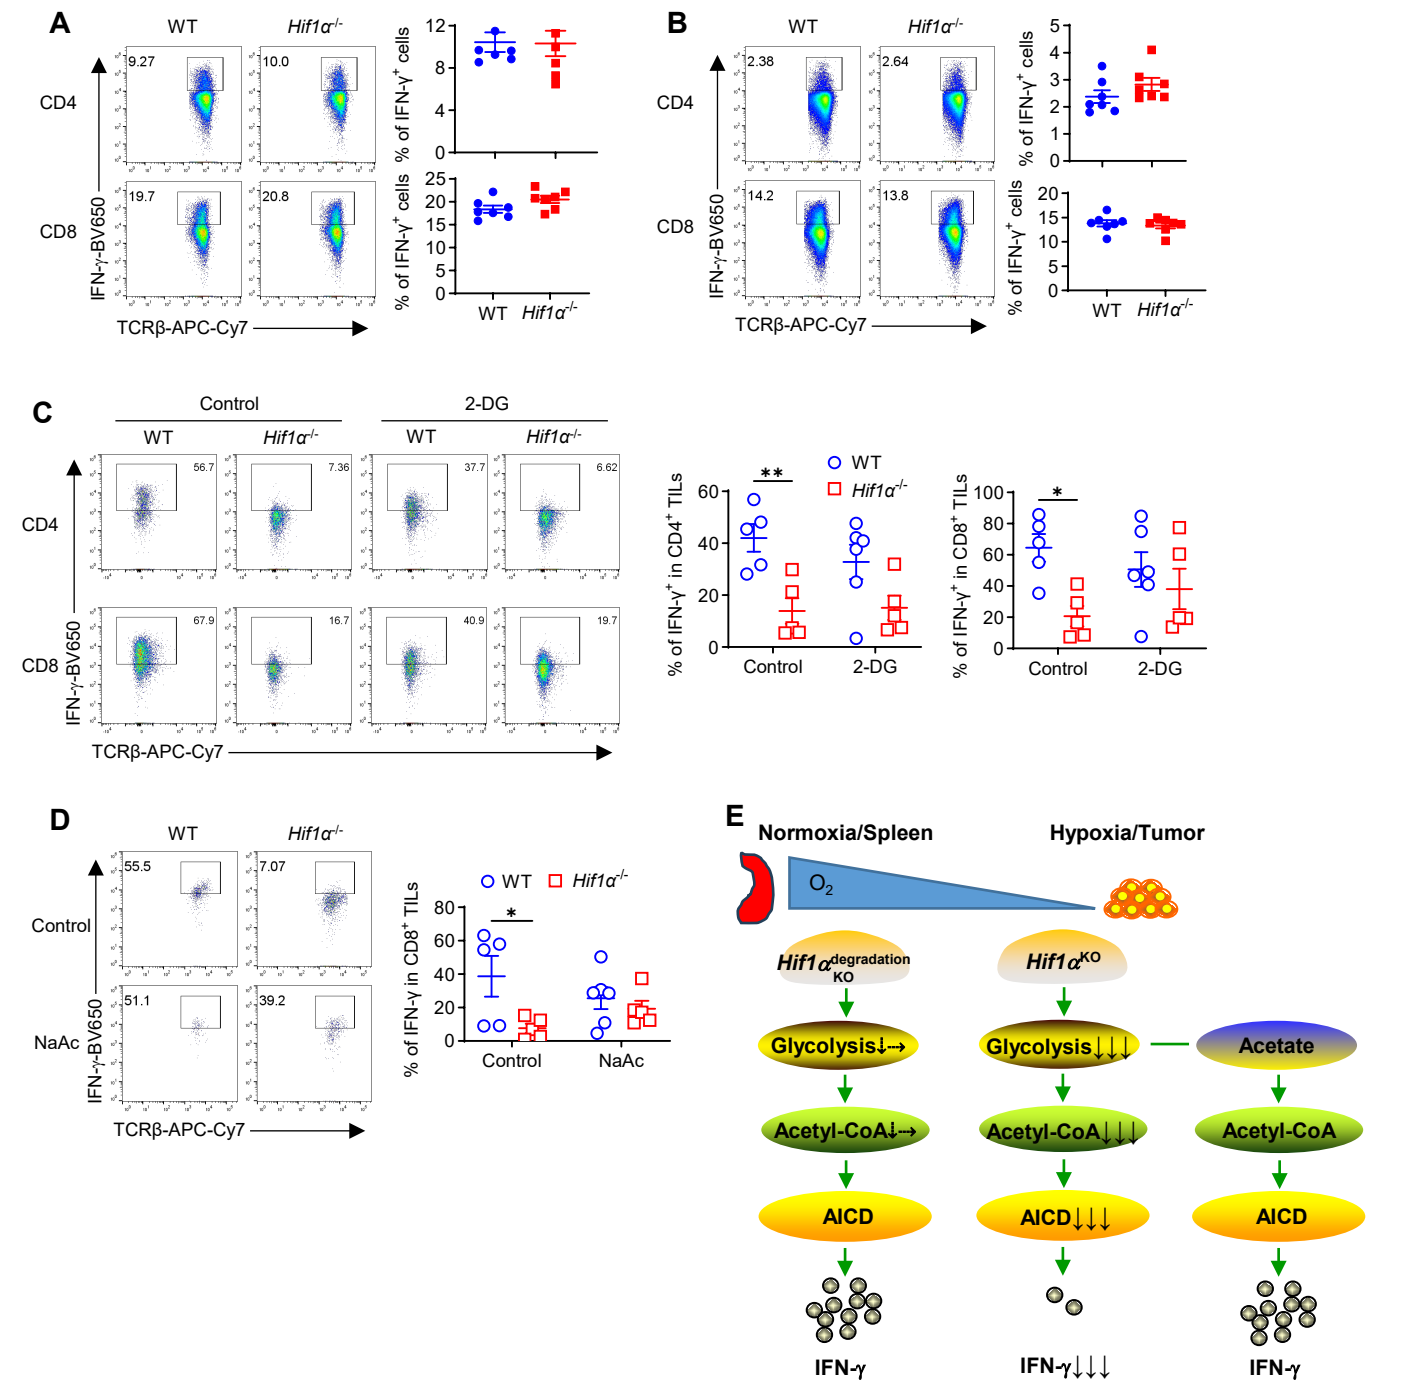 A
WT
Hif1α-/-
CD4
9.27
10.0
CD8
19.7
20.8
IFN-γ-BV650
TCRβ-APC-Cy7
% of IFN-γ+ cells
12
8
4
0
% of IFN-γ+ cells
25
20
15
10
5
0
WT
Hif1α-/-
B
WT
Hif1α-/-
CD4
2.38
2.64
CD8
14.2
13.8
IFN-γ-BV650
TCRβ-APC-Cy7
% of IFN-γ+ cells
5
4
3
2
1
0
% of IFN-γ+ cells
20
15
10
5
0
WT
Hif1α-/-
C
Control
2-DG
WT
Hif1α-/-
WT
Hif1α-/-
CD4
56.7
7.36
37.7
6.62
CD8
67.9
16.7
40.9
19.7
IFN-γ-BV650
TCRβ-APC-Cy7
WT
Hif1α-/-
% of IFN-γ+ in CD4+ TILs
60
40
20
0
**
Control
2-DG
% of IFN-γ+ in CD8+ TILs
100
80
60
40
20
0
*
Control
2-DG
D
WT
Hif1α-/-
Control
55.5
7.07
NaAc
51.1
39.2
IFN-γ-BV650
TCRβ-APC-Cy7
WT
Hif1α-/-
% of IFN-γ in CD8+ TILs
80
60
40
20
0
*
Control
NaAc
E
Normoxia/Spleen
Hypoxia/Tumor
O2
Hif1α degradation KO
Hif1α KO
Glycolysis↓⇢
Glycolysis↓↓↓
Acetate
Acetyl-CoA↓⇢
Acetyl-CoA↓↓↓
Acetyl-CoA
AICD
AICD↓↓↓
AICD
IFN-γ
IFN-γ↓↓↓
IFN-γ